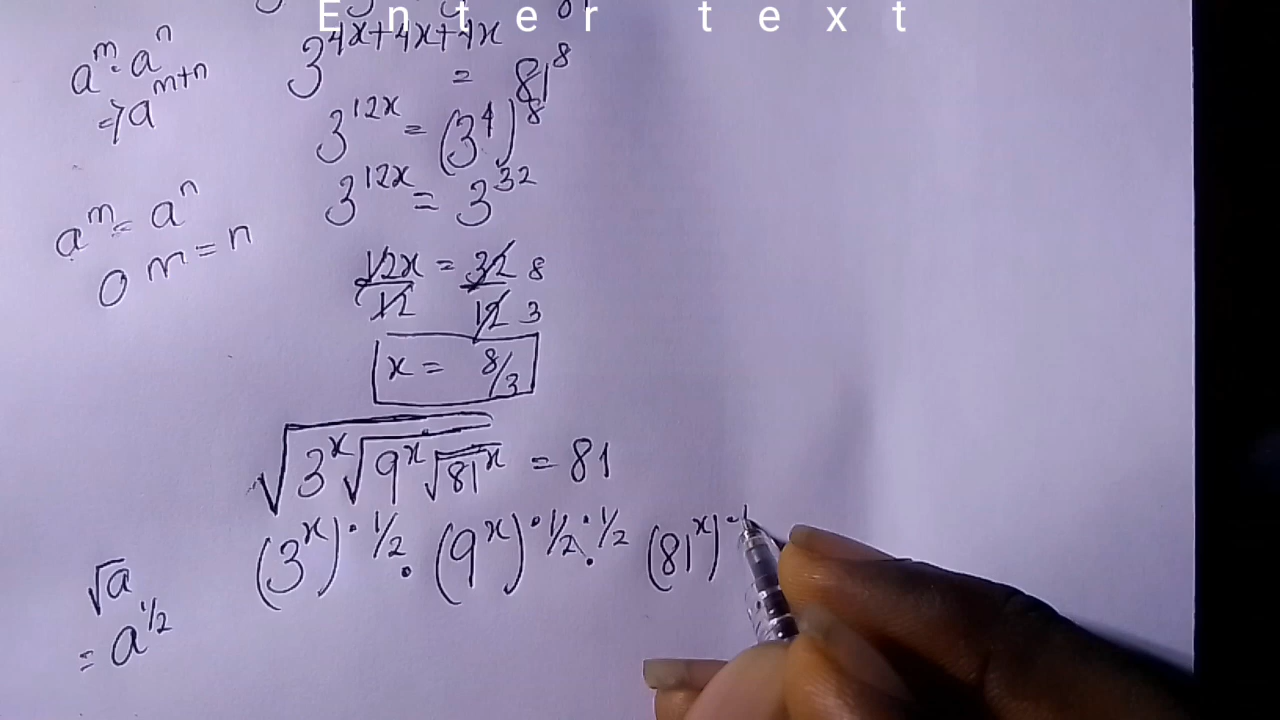 Enter text
3^{4x+4x+4x} = 81^8
a^m · a^n
⇒ a^{m+n}
3^{12x} = (3^4)^8
3^{12x} = 3^{32}
a^m = a^n
m = n
12x/12 = 32/12 8 3
x = 8/3
√(3^x √(9^x √(81^x))) = 81
(3^x)^{· 1/2} · (9^x)^{· 1/2 · 1/2} · (81^x)^{·
√a
= a^{1/2}